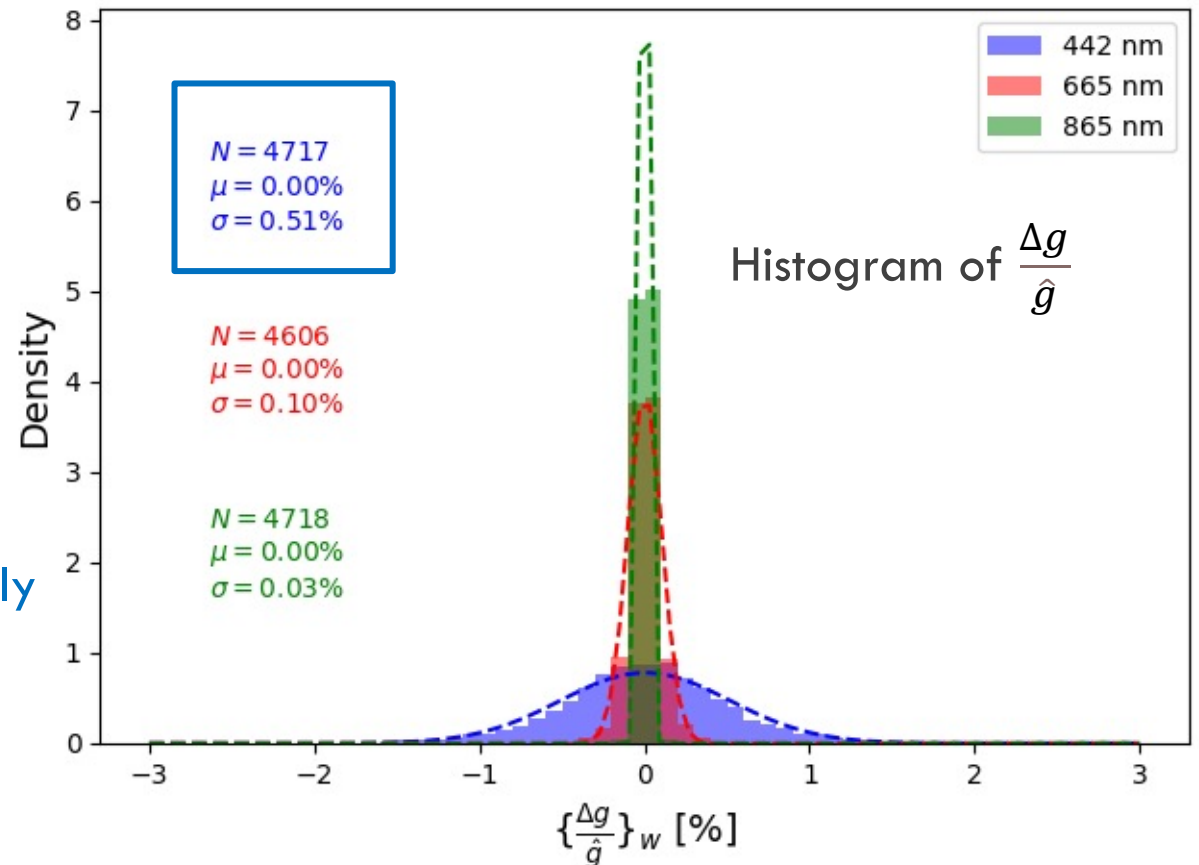 8
7
6
5
4
3
2
1
0
Density
442 nm
665 nm
865 nm
N = 4717
μ = 0.00%
σ = 0.51%
Histogram of Δg/ĝ
N = 4606
μ = 0.00%
σ = 0.10%
N = 4718
μ = 0.00%
σ = 0.03%
ly
−3 −2 −1 0 1 2 3
{Δg/ĝ}_W [%]